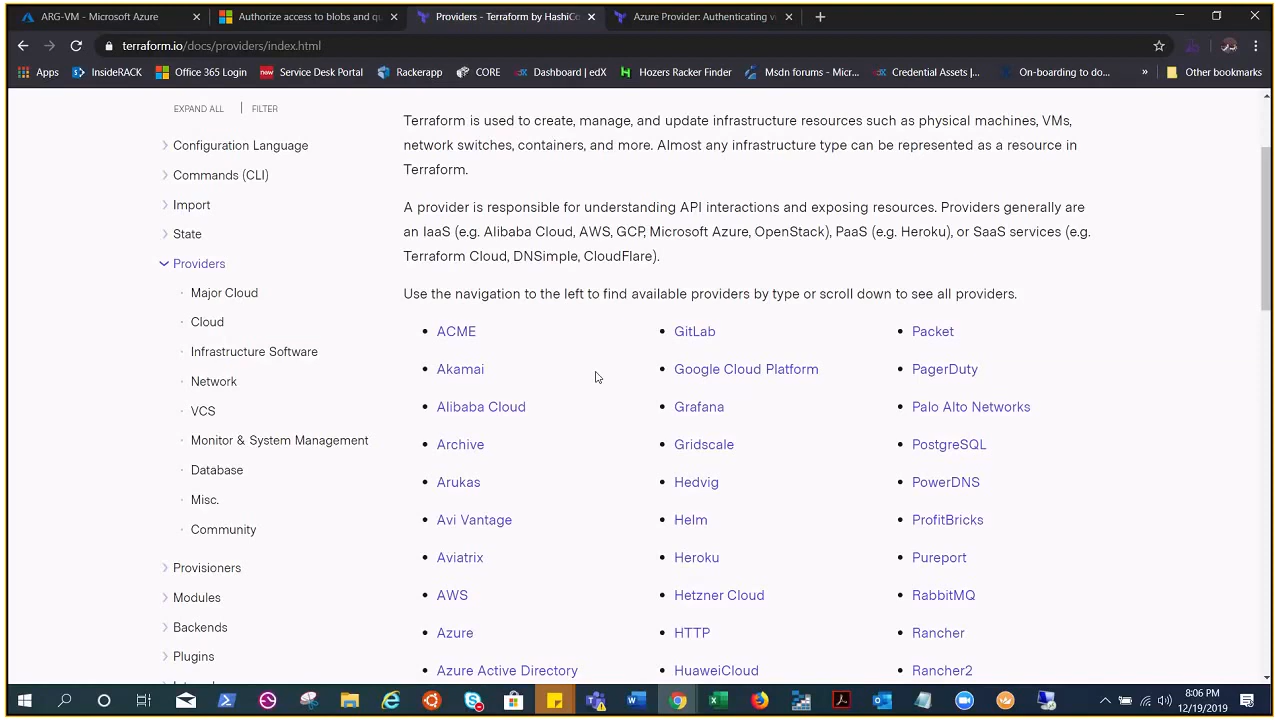 ARG-VM - Microsoft Azure
Authorize access to blobs and qu
Providers - Terraform by HashiCo
Azure Provider: Authenticating v
terraform.io/docs/providers/index.html
Apps
InsideRACK
Office 365 Login
Service Desk Portal
Rackerapp
CORE
Dashboard | edX
Hozers Racker Finder
Msdn forums - Micr...
Credential Assets |...
On-boarding to do...
»
Other bookmarks
EXPAND ALL | FILTER
Configuration Language
Commands (CLI)
Import
State
Providers
Major Cloud
Cloud
Infrastructure Software
Network
VCS
Monitor & System Management
Database
Misc.
Community
Provisioners
Modules
Backends
Plugins
Terraform is used to create, manage, and update infrastructure resources such as physical machines, VMs,
network switches, containers, and more. Almost any infrastructure type can be represented as a resource in
Terraform.
A provider is responsible for understanding API interactions and exposing resources. Providers generally are
an IaaS (e.g. Alibaba Cloud, AWS, GCP, Microsoft Azure, OpenStack), PaaS (e.g. Heroku), or SaaS services (e.g.
Terraform Cloud, DNSimple, CloudFlare).
Use the navigation to the left to find available providers by type or scroll down to see all providers.
ACME
Akamai
Alibaba Cloud
Archive
Arukas
Avi Vantage
Aviatrix
AWS
Azure
Azure Active Directory
GitLab
Google Cloud Platform
Grafana
Gridscale
Hedvig
Helm
Heroku
Hetzner Cloud
HTTP
HuaweiCloud
Packet
PagerDuty
Palo Alto Networks
PostgreSQL
PowerDNS
ProfitBricks
Pureport
RabbitMQ
Rancher
Rancher2
8:06 PM
12/19/2019